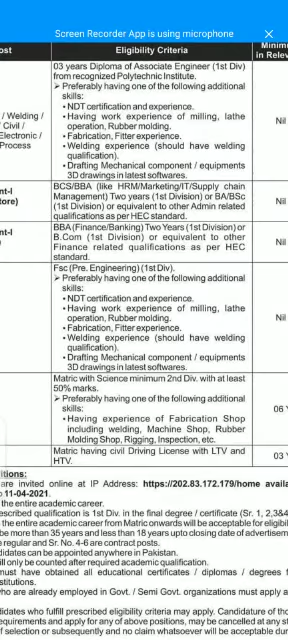 Screen Recorder App is using microphone ×
ost Eligibility Criteria Minim
in Relev
03 years Diploma of Associate Engineer (1st Div)
from recognized Polytechnic Institute.
➤ Preferably having one of the following additional
skills:
• NDT certification and experience.
/ Welding / • Having work experience of milling, lathe
Civil / operation, Rubber molding. Nil
Electronic / • Fabrication, Fitter experience.
Process • Welding experience (should have welding
qualification).
• Drafting Mechanical component / equipments
3D drawings in latest softwares.
nt-I BCS/BBA (like HRM/Marketing/IT/Supply chain
tore) Management) Two years (1st Division) or BA/BSc
(1st Division) or equivalent to other Admin related Nil
qualifications as per HEC standard.
nt-I BBA (Finance/Banking) Two Years (1st Division) or
) B.Com (1st Division) or equivalent to other
Finance related qualifications as per HEC Nil
standard.
Fsc (Pre. Engineering) (1st Div).
➤ Preferably having one of the following additional
skills:
• NDT certification and experience.
• Having work experience of milling, lathe
operation, Rubber molding. Nil
• Fabrication, Fitter experience.
• Welding experience (should have welding
qualification).
• Drafting Mechanical component / equipments
3D drawings in latest softwares.
Matric with Science minimum 2nd Div. with at least
50% marks.
➤ Preferably having one of the following additional
skills: 06 Y
• Having experience of Fabrication Shop
including welding, Machine Shop, Rubber
Molding Shop, Rigging, Inspection, etc.
Matric having civil Driving License with LTV and
HTV. 03 Y
itions:
are invited online at IP Address: https://202.83.172.179/home availa
o 11-04-2021.
the entire academic career.
escribed qualification is 1st Div. in the final degree / certificate (Sr. 1, 2,3&4
the entire academic career from Matric onwards will be acceptable for eligibil
be more than 35 years and less than 18 years upto closing date of advertisem
e regular and Sr. No. 4-6 are contract posts.
didates can be appointed anywhere in Pakistan.
ill only be counted after required academic qualification.
must have obtained all educational certificates / diplomas / degrees f
stitutions.
ho are already employed in Govt. / Semi Govt. organizations must apply a
didates who fulfill prescribed eligibility criteria may apply. Candidature of tho
equirements and apply for any of above positions, may be cancelled at any s
f selection or subsequently and no claim whatsoever will be acceptable du